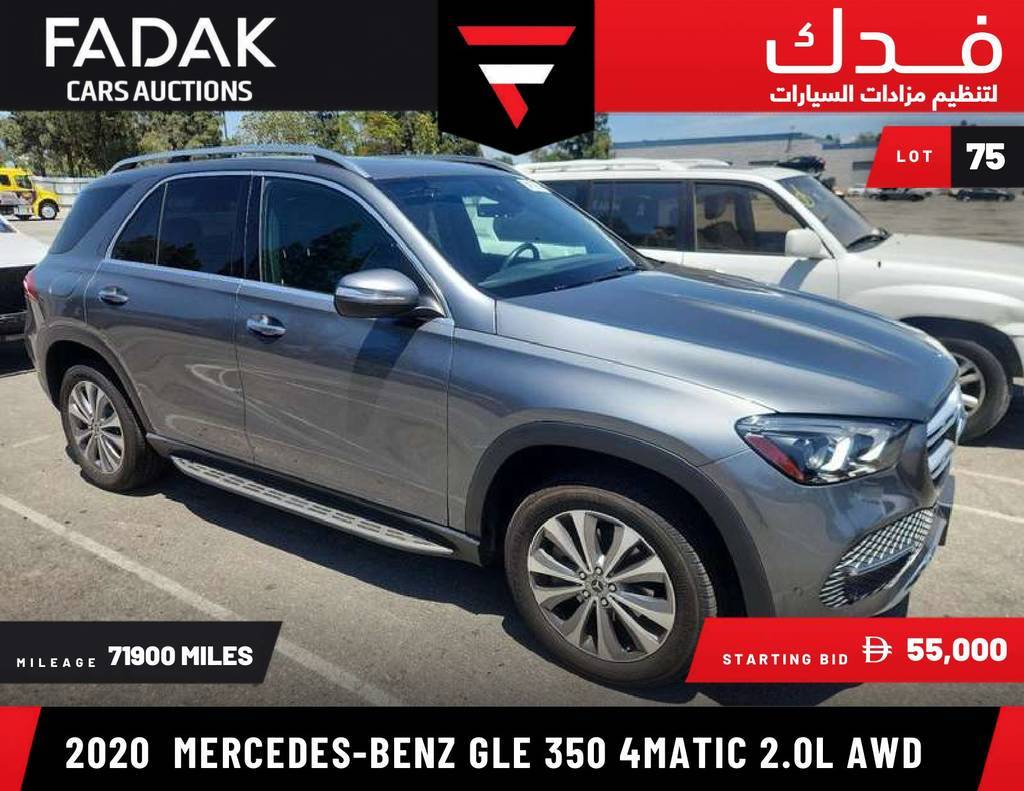 FADAK
CARS AUCTIONS
فدك
لتنظيم مزادات السيارات
LOT 75
MILEAGE 71900 MILES
STARTING BID 55,000
2020 MERCEDES-BENZ GLE 350 4MATIC 2.0L AWD